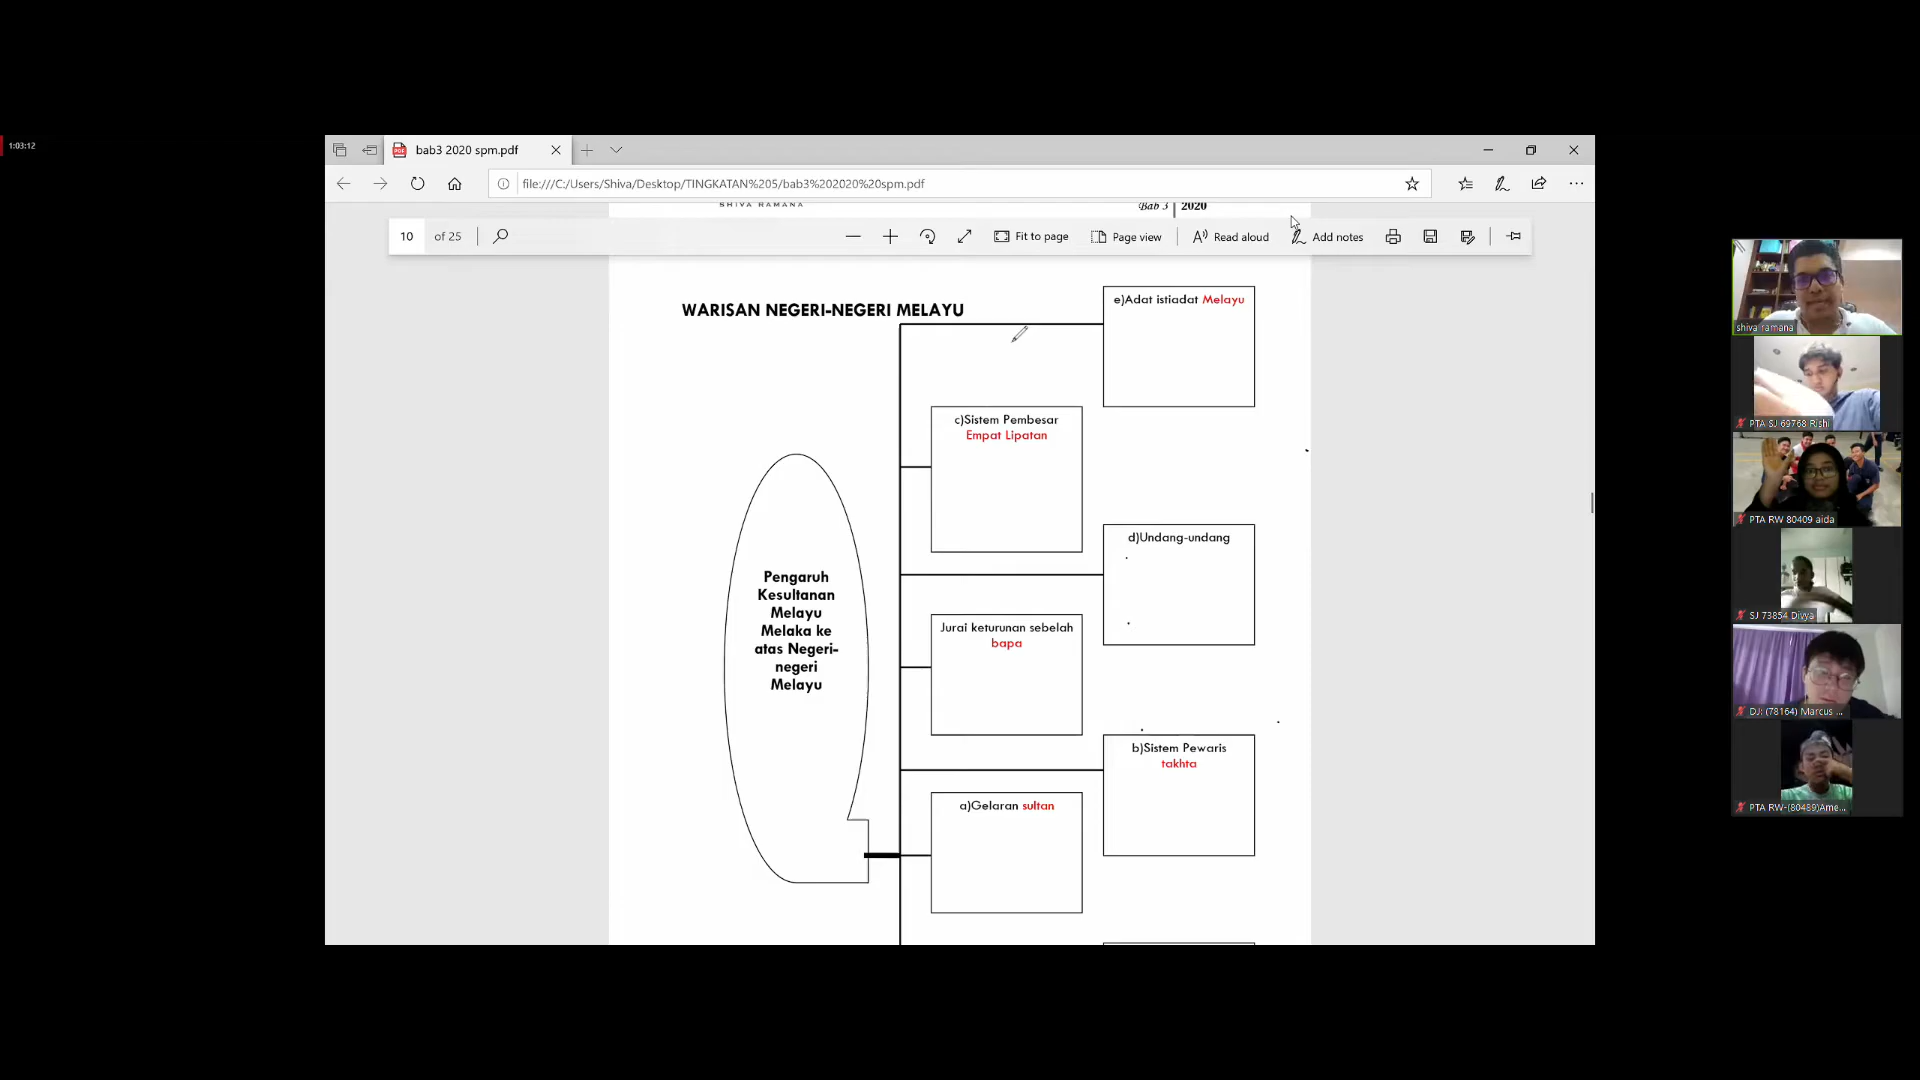 1:03:12
bab3 2020 spm.pdf
file:///C:/Users/Shiva/Desktop/TINGKATAN%205/bab3%202020%20spm.pdf
SHIVA RAMANA
Bab 3 | 2020
10 of 25
Fit to page
Page view
Read aloud
Add notes
WARISAN NEGERI-NEGERI MELAYU
e)Adat istiadat Melayu
c)Sistem Pembesar
Empat Lipatan
d)Undang-undang
Pengaruh
Kesultanan
Melayu
Melaka ke
atas Negeri-
negeri
Melayu
Jurai keturunan sebelah
bapa
b)Sistem Pewaris
takhta
a)Gelaran sultan
shiva ramana
PTA SJ 69768 Rishi
PTA RW 80409 aida
SJ 73854 Divya
DJ: (78164) Marcus ...
PTA RW-(80489)Ame...